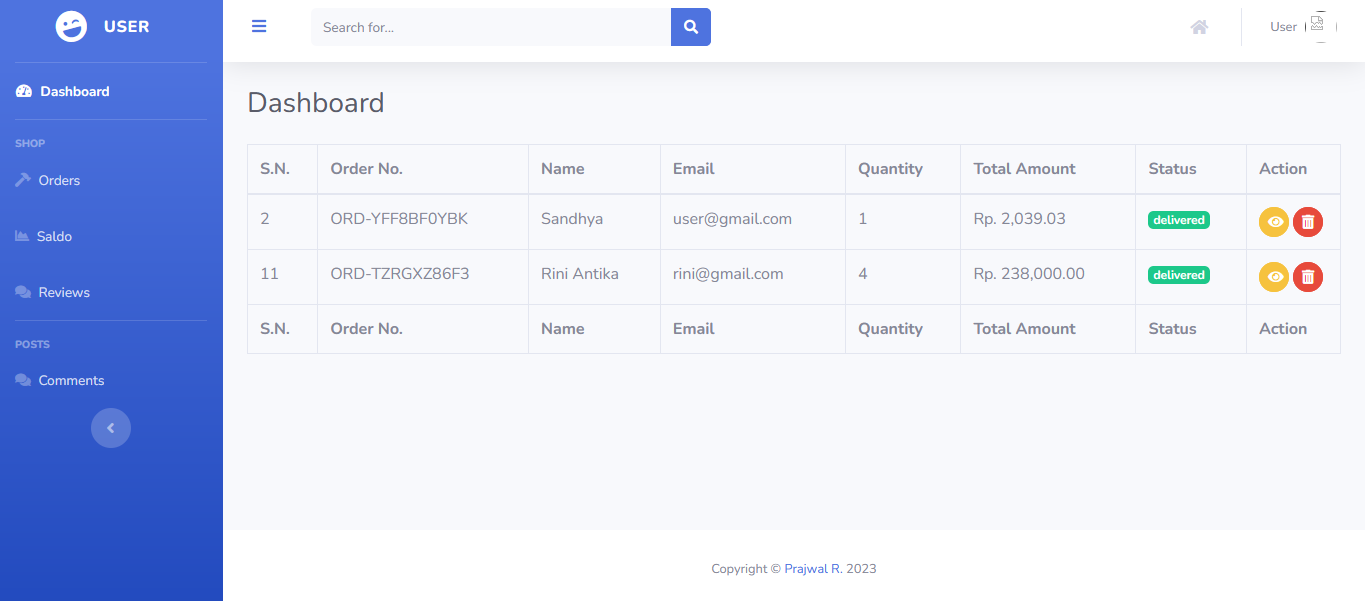 USER
Search for...
User
Dashboard
SHOP
Orders
Saldo
Reviews
POSTS
Comments
Dashboard
S.N. Order No. Name Email Quantity Total Amount Status Action
2 ORD-YFF8BF0YBK Sandhya user@gmail.com 1 Rp. 2,039.03 delivered
11 ORD-TZRGXZ86F3 Rini Antika rini@gmail.com 4 Rp. 238,000.00 delivered
S.N. Order No. Name Email Quantity Total Amount Status Action
Copyright © Prajwal R. 2023